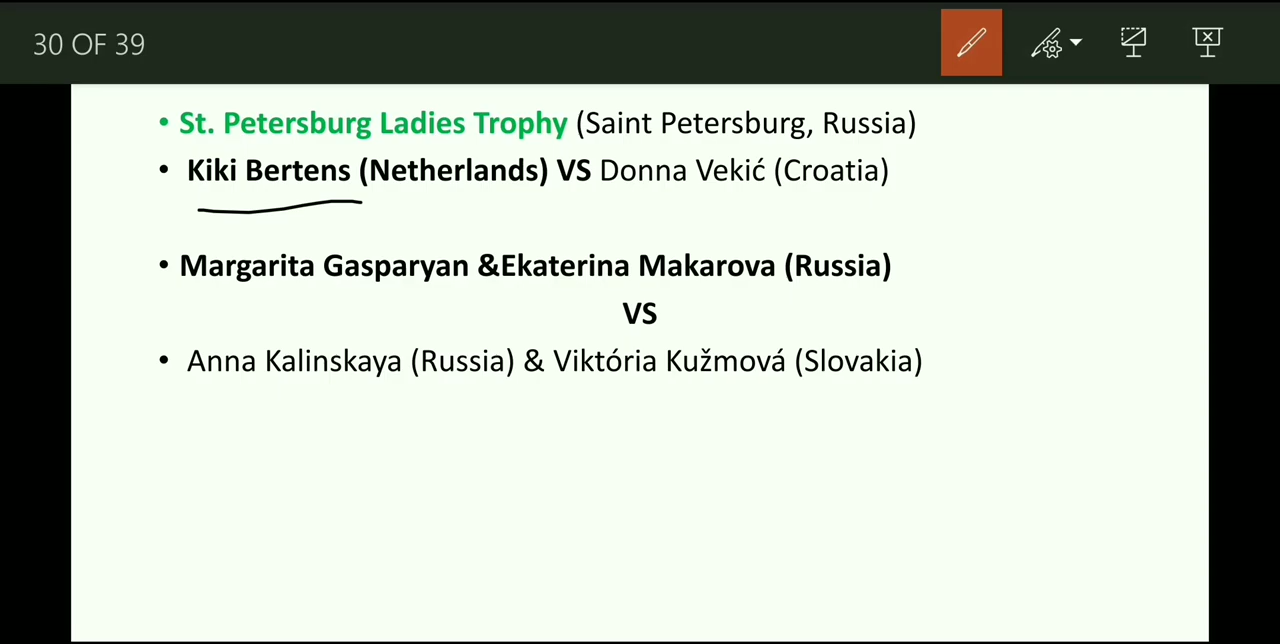 30 OF 39
• St. Petersburg Ladies Trophy (Saint Petersburg, Russia)
• Kiki Bertens (Netherlands) VS Donna Vekić (Croatia)
• Margarita Gasparyan &Ekaterina Makarova (Russia)
VS
• Anna Kalinskaya (Russia) & Viktória Kužmová (Slovakia)